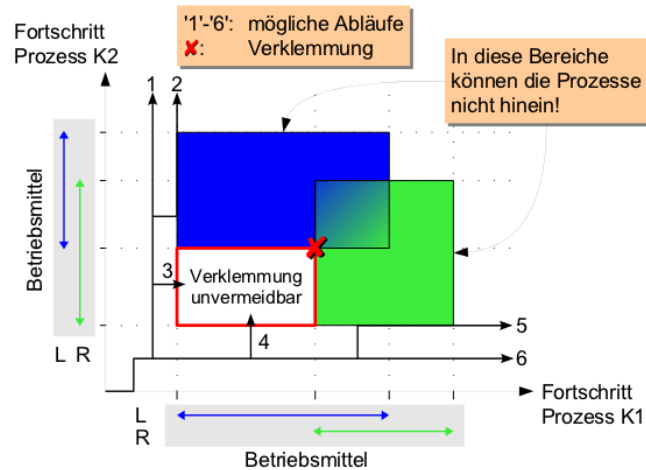 Fortschritt
Prozess K2
'1'-'6': mögliche Abläufe
✘: Verklemmung
In diese Bereiche
können die Prozesse
nicht hinein!
1 2
Betriebsmittel
L R
3
Verklemmung
unvermeidbar
4
5
6
Fortschritt
Prozess K1
L
R
Betriebsmittel